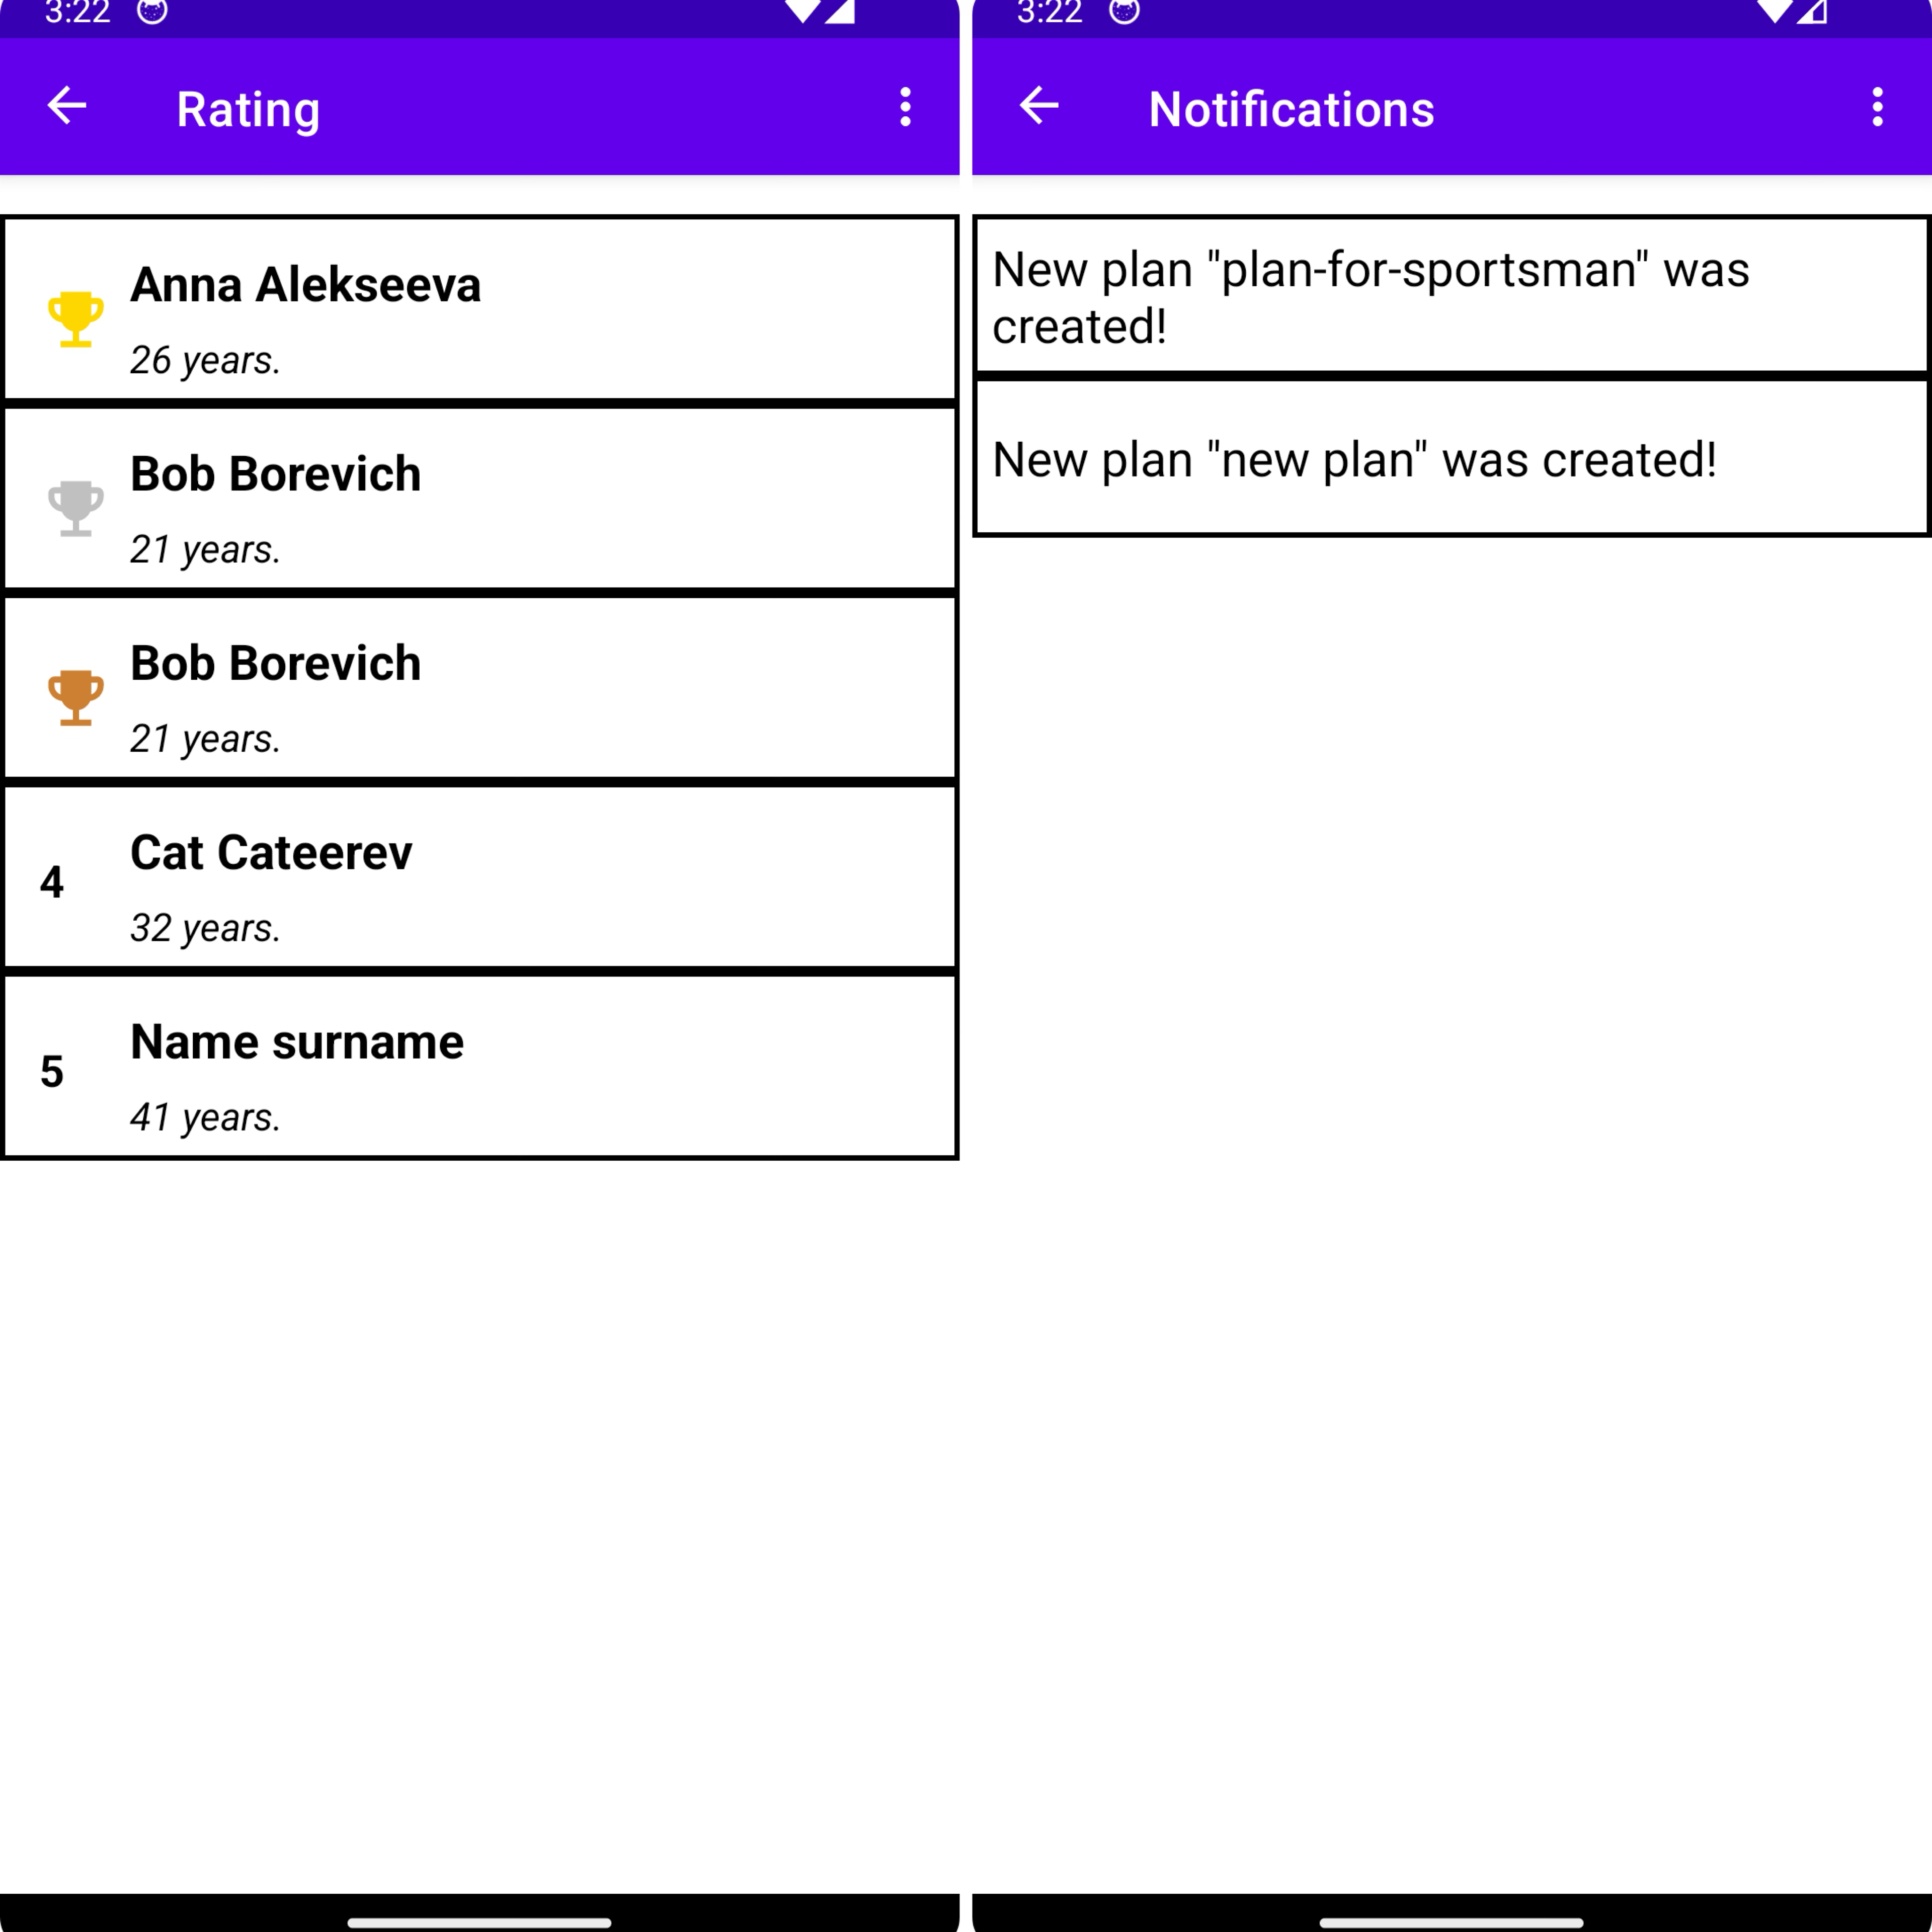 3:22
Rating
Anna Alekseeva
26 years.
Bob Borevich
21 years.
Bob Borevich
21 years.
4
Cat Cateerev
32 years.
5
Name surname
41 years.
3:22
Notifications
New plan "plan-for-sportsman" was
created!
New plan "new plan" was created!